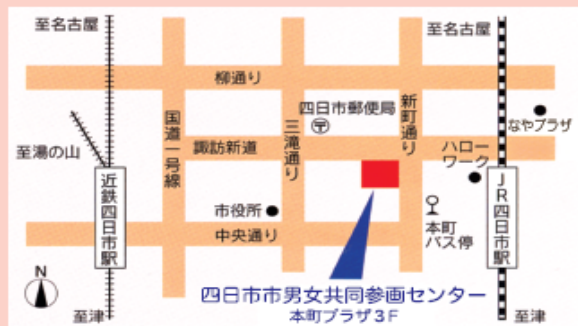 至名古屋
至名古屋
柳通り
四日市郵便局
〒
なやプラザ
国道一号線
三滝通り
新町通り
至湯の山
諏訪新道
ハロー
ワーク
近鉄四日市駅
JR四日市駅
市役所
本町
バス停
中央通り
N
四日市市男女共同参画センター
本町プラザ3F
至津
至津